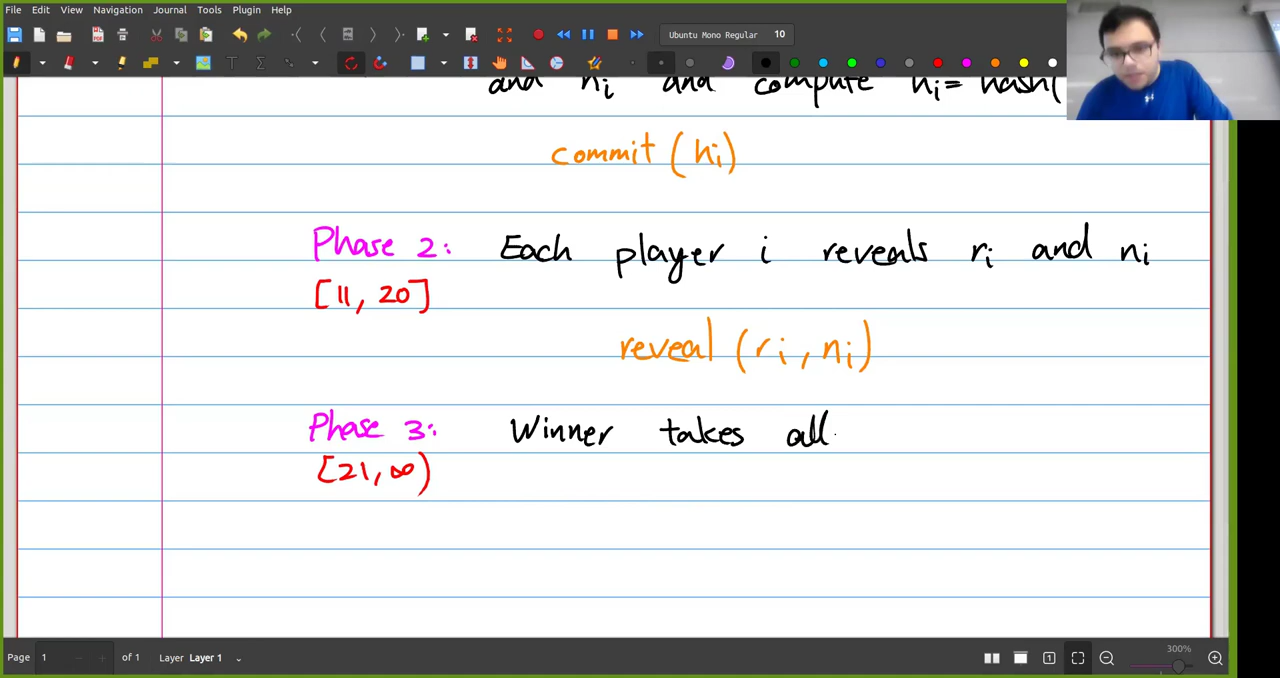 File Edit View Navigation Journal Tools Plugin Help
Ubuntu Mono Regular 10
and ni and compute hi= hash(
commit (hi)
Phase 2: Each player i reveals ri and ni
[11, 20]
reveal (ri, ni)
Phase 3: Winner takes all.
[21, ∞)
Page 1 of 1 Layer Layer 1 300%